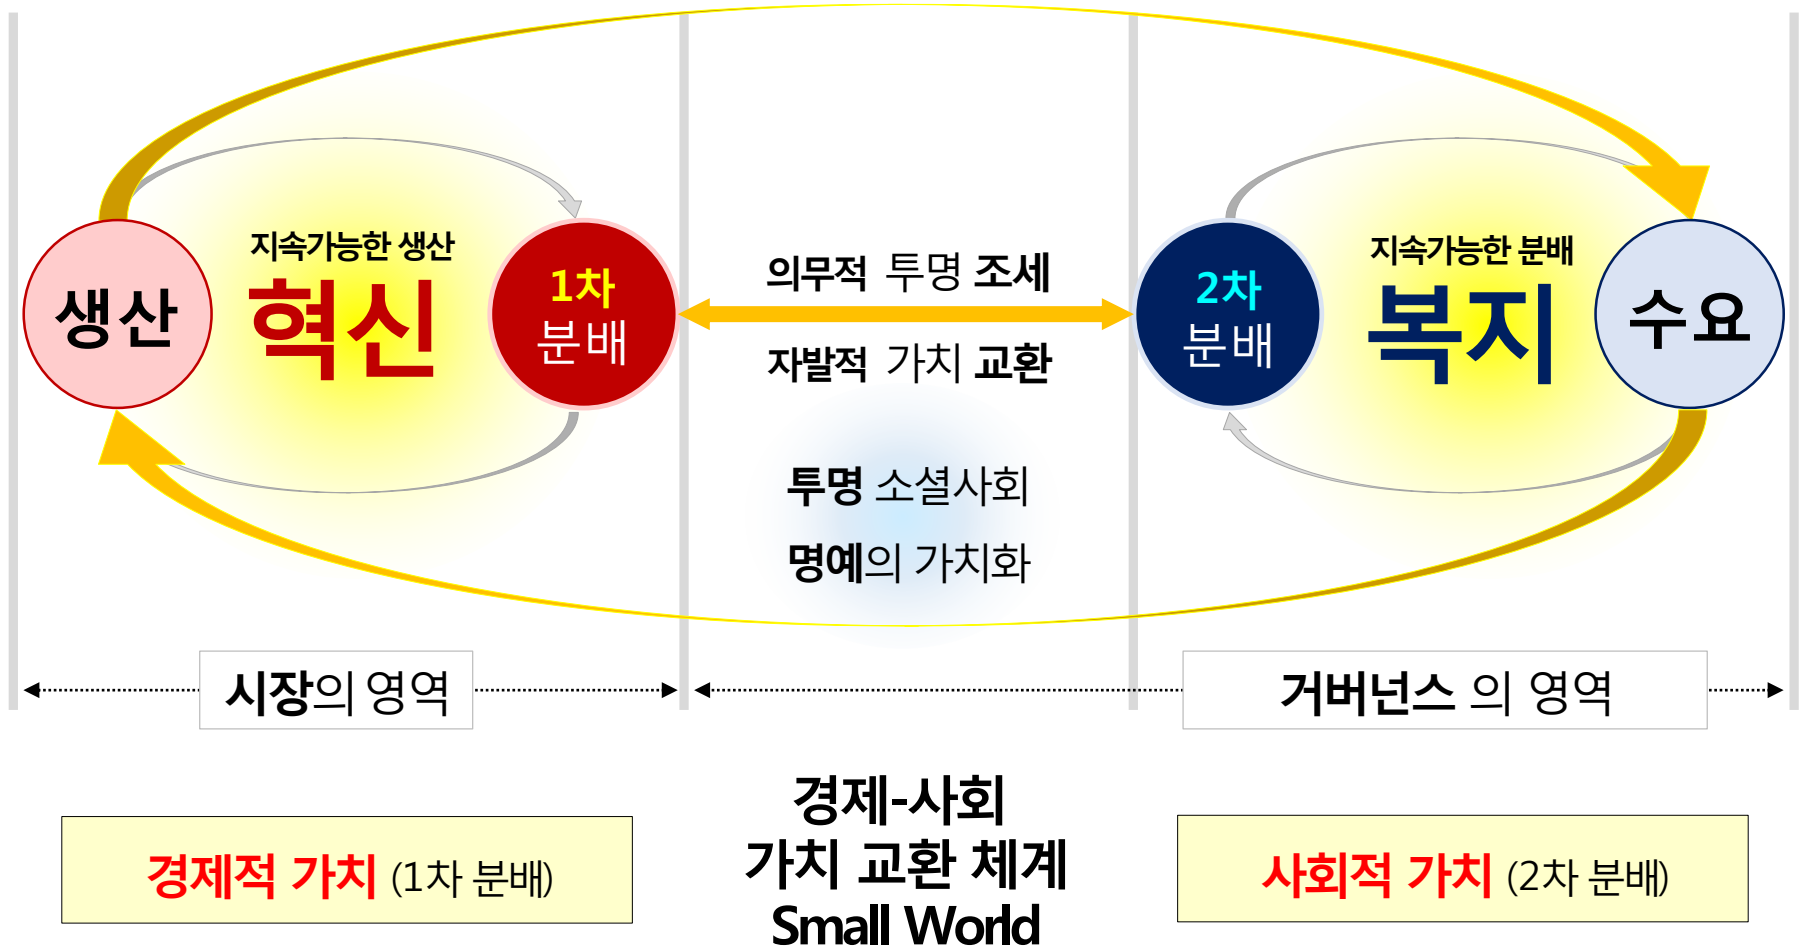 생산
지속가능한 생산
혁신
1차
분배
의무적 투명 조세
자발적 가치 교환
투명 소셜사회
명예의 가치화
2차
분배
지속가능한 분배
복지
수요
시장의 영역
거버넌스 의 영역
경제적 가치 (1차 분배)
경제-사회
가치 교환 체계
Small World
사회적 가치 (2차 분배)